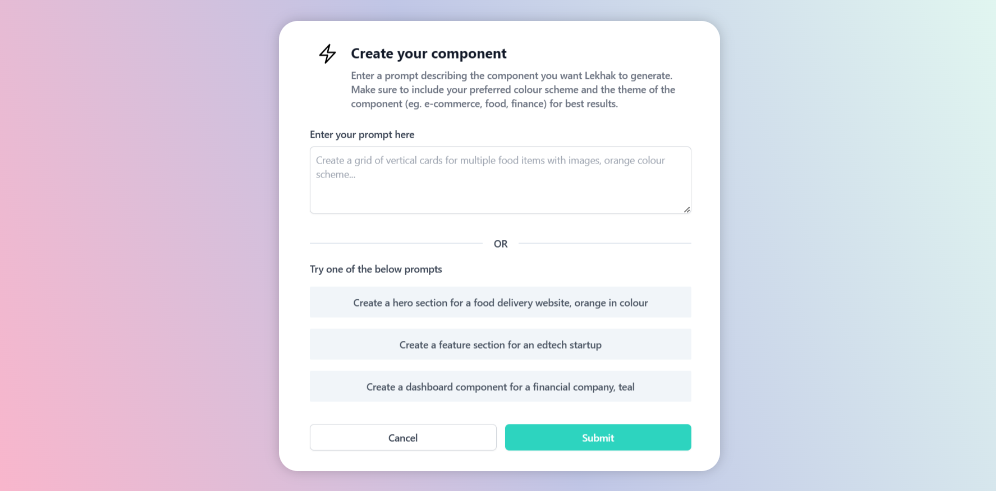 Create your component
Enter a prompt describing the component you want Lekhak to generate.
Make sure to include your preferred colour scheme and the theme of the
component (eg. e-commerce, food, finance) for best results.
Enter your prompt here
Create a grid of vertical cards for multiple food items with images, orange colour
scheme...
OR
Try one of the below prompts
Create a hero section for a food delivery website, orange in colour
Create a feature section for an edtech startup
Create a dashboard component for a financial company, teal
Cancel
Submit